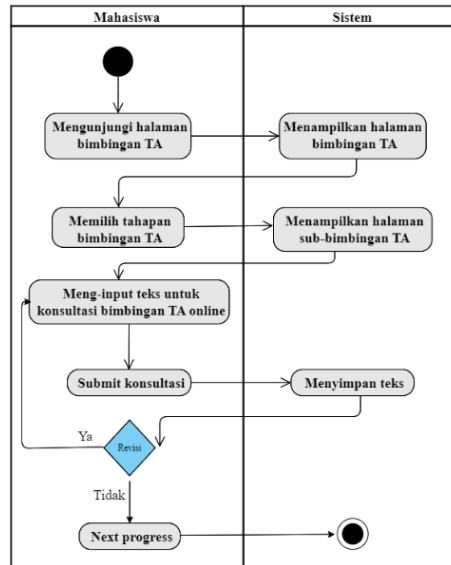 Mahasiswa
Sistem
Mengunjungi halaman
bimbingan TA
Menampilkan halaman
bimbingan TA
Memilih tahapan
bimbingan TA
Menampilkan halaman
sub-bimbingan TA
Meng-input teks untuk
konsultasi bimbingan TA online
Submit konsultasi
Menyimpan teks
Ya
Revisi
Tidak
Next progress